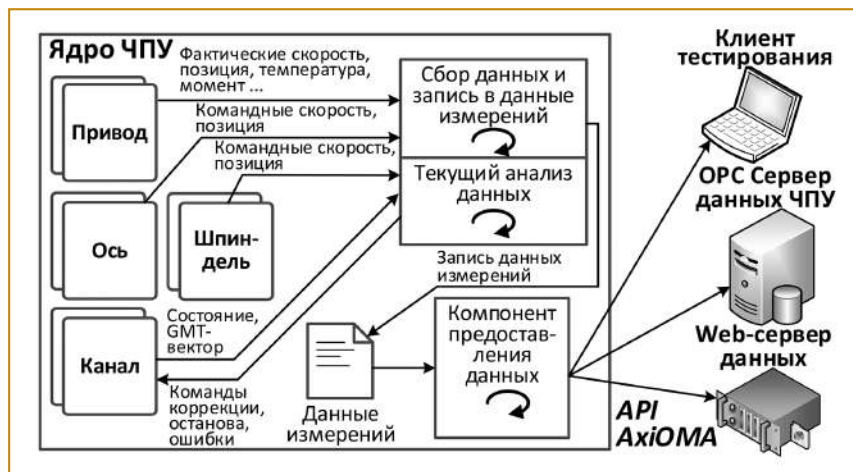 Ядро ЧПУ
Фактические скорость,
позиция, температура,
момент ...
Привод
Командные скорость,
позиция
Командные скорость,
позиция
Ось
Шпин-
дель
Сбор данных и
запись в данные
измерений
Текущий анализ
данных
Запись данных
измерений
Состояние,
GMT-
вектор
Канал
Команды
коррекции,
останова,
ошибки
Данные
измерений
Компонент
предостав-
ления
данных
Клиент
тестирования
OPC Сервер
данных ЧПУ
Web-сервер
данных
API
AxiOMA